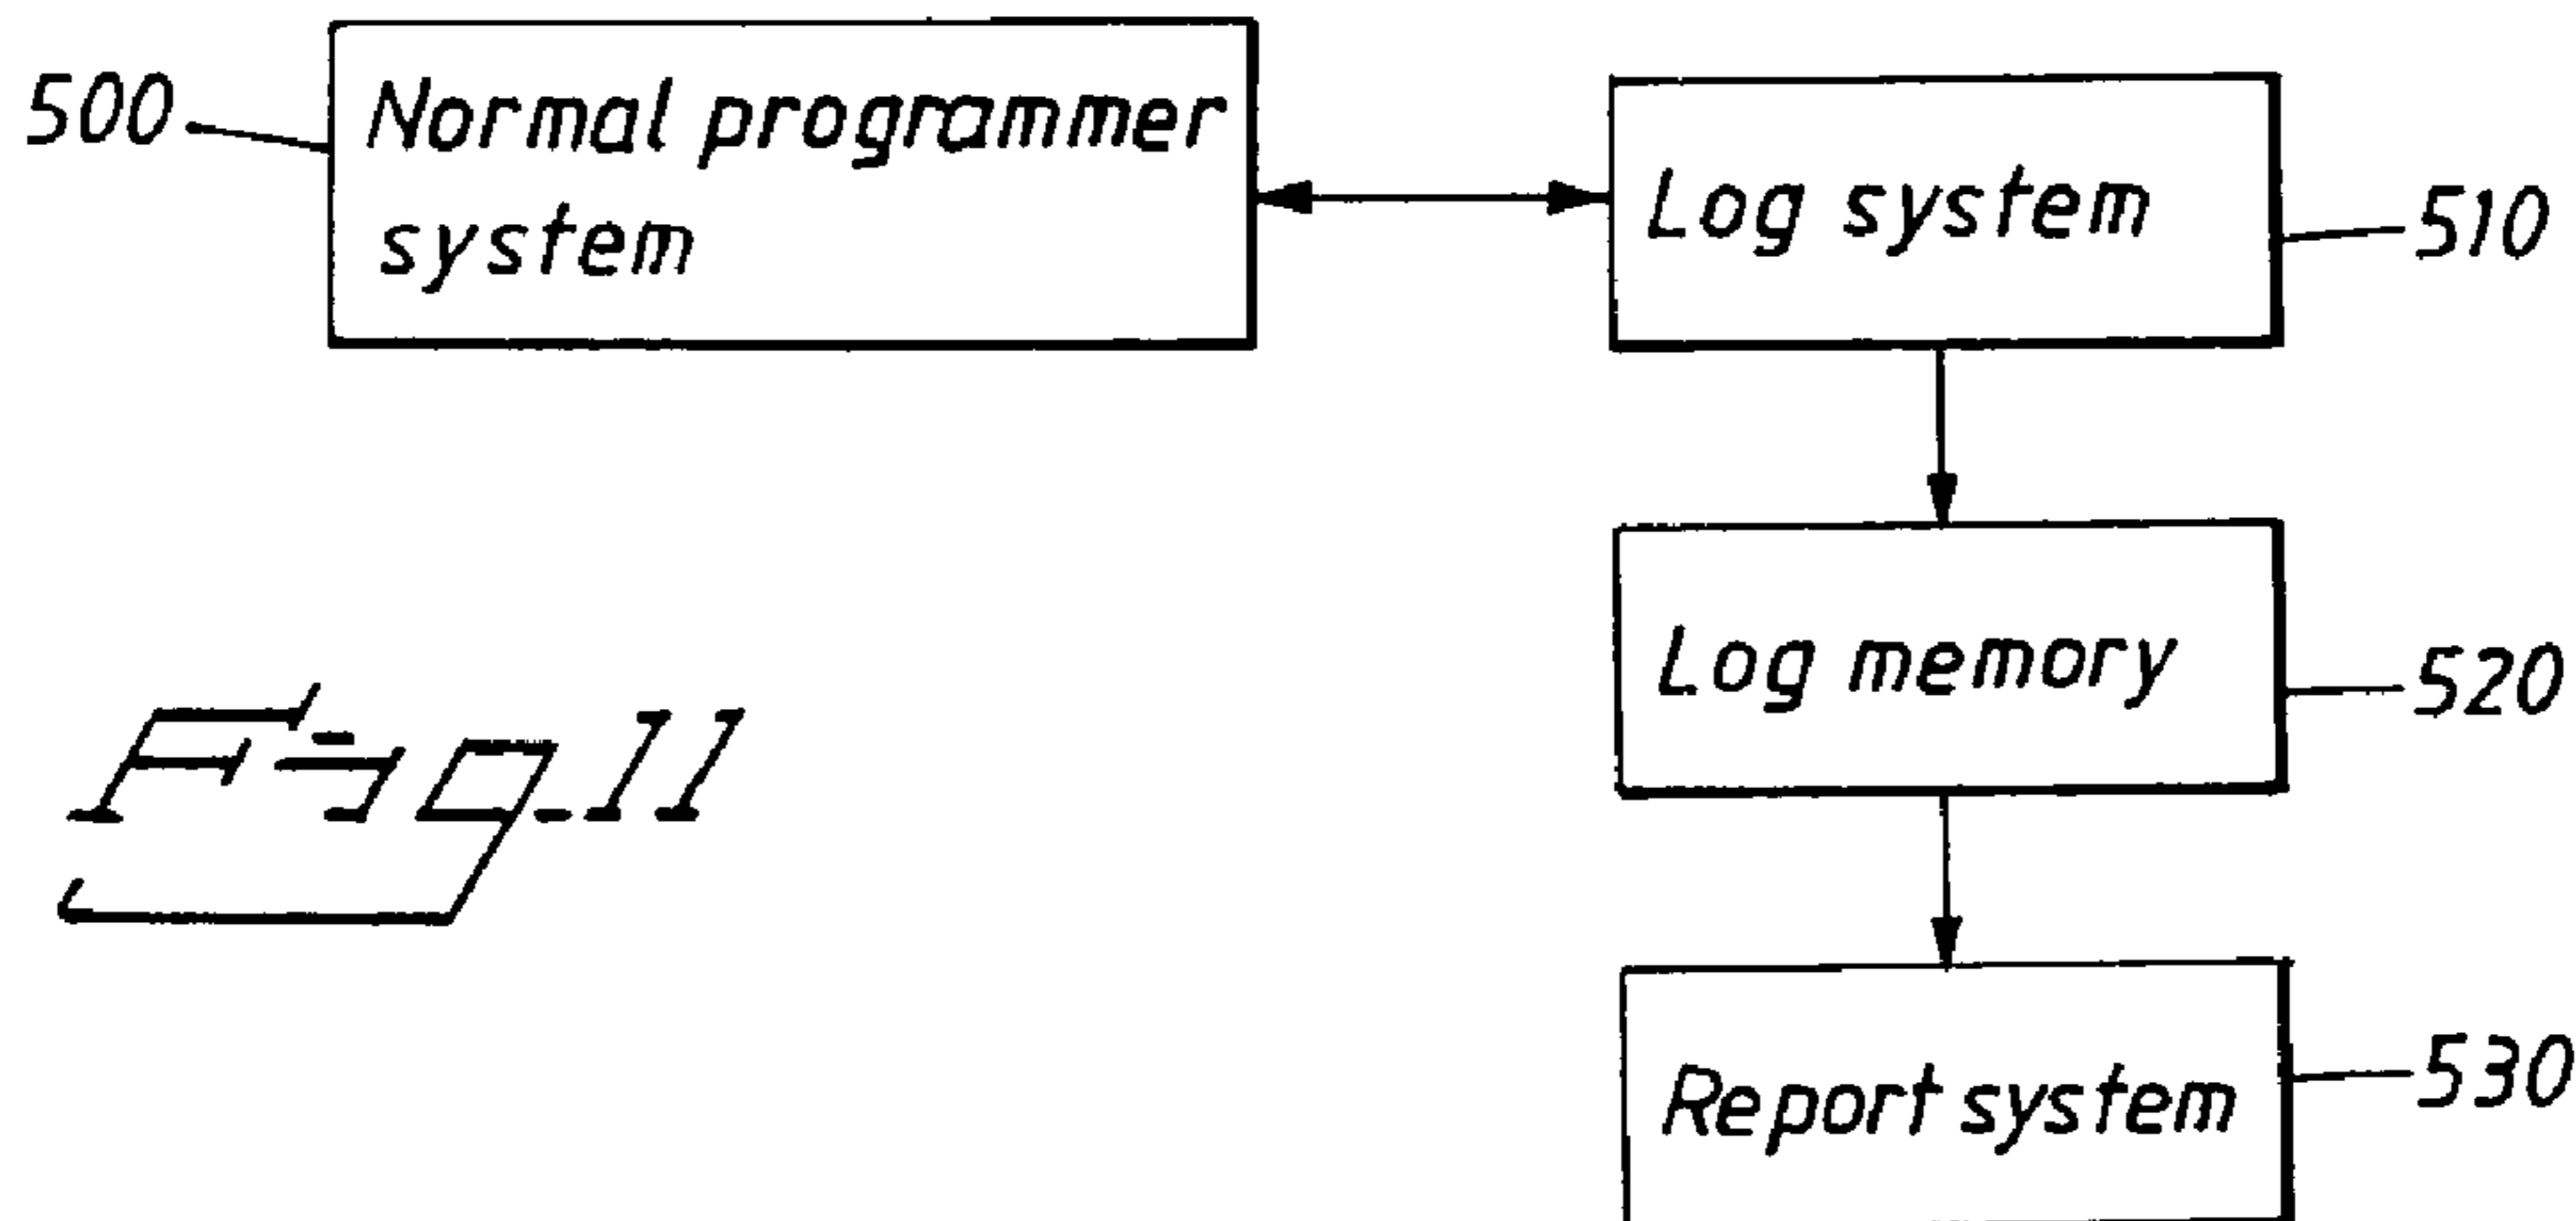 500
Normal programmer
system
Log system
510
Log memory
520
Fig.11
Report system
530